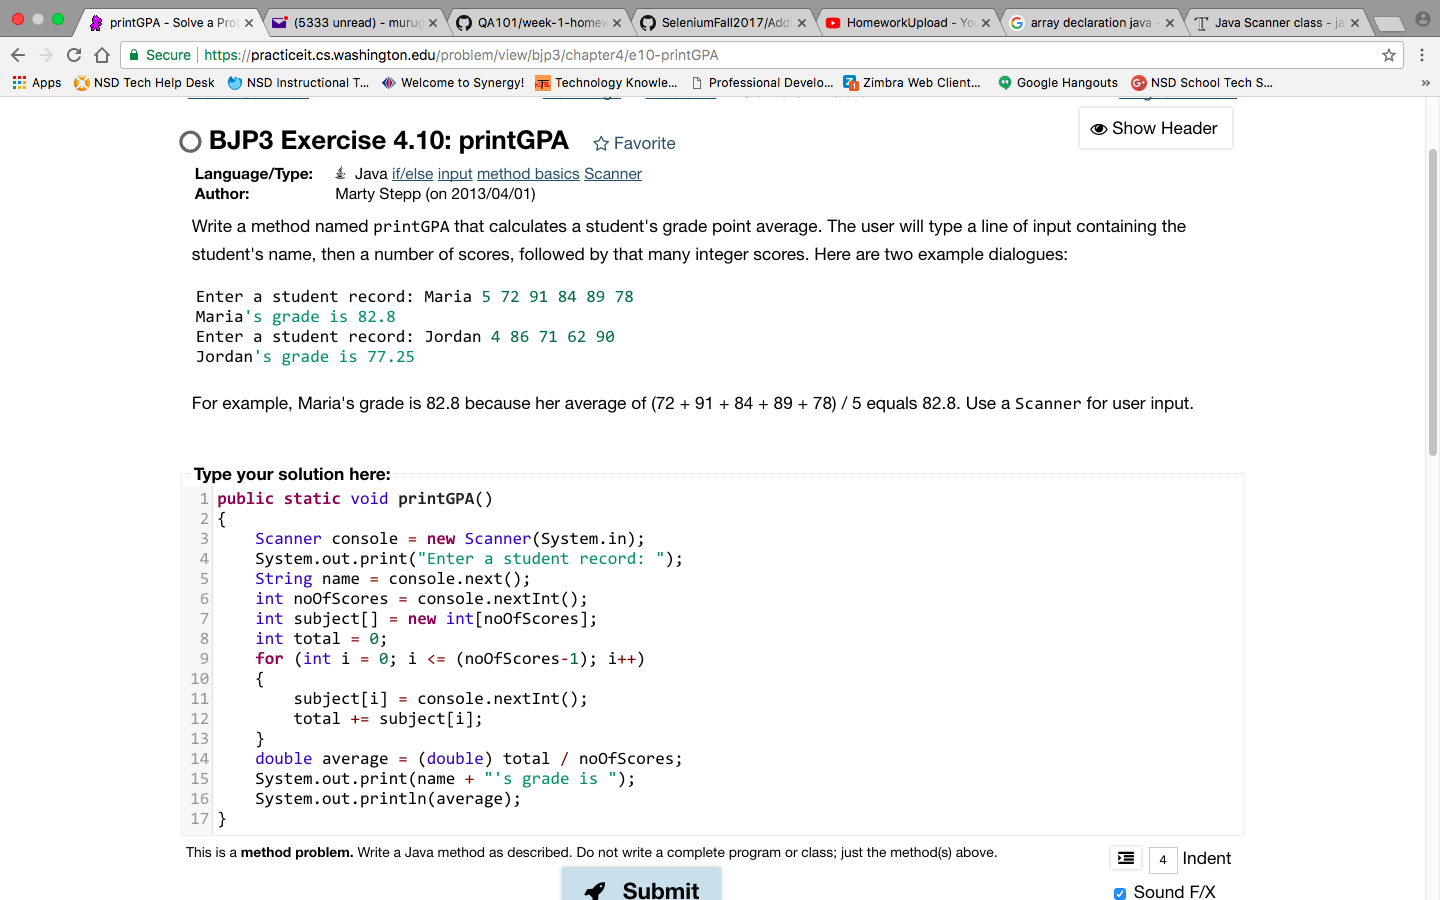 printGPA - Solve a Pro
(5333 unread) - murug
QA101/week-1-homew
SeleniumFall2017/Addi
HomeworkUpload - Yo
array declaration java -
Java Scanner class - ja
Secure https://practiceit.cs.washington.edu/problem/view/bjp3/chapter4/e10-printGPA
Apps NSD Tech Help Desk NSD Instructional T... Welcome to Synergy! Technology Knowle... Professional Develo... Zimbra Web Client... Google Hangouts NSD School Tech S... »
Show Header
BJP3 Exercise 4.10: printGPA Favorite
Language/Type: Java if/else input method basics Scanner
Author: Marty Stepp (on 2013/04/01)
Write a method named printGPA that calculates a student's grade point average. The user will type a line of input containing the
student's name, then a number of scores, followed by that many integer scores. Here are two example dialogues:
Enter a student record: Maria 5 72 91 84 89 78
Maria's grade is 82.8
Enter a student record: Jordan 4 86 71 62 90
Jordan's grade is 77.25
For example, Maria's grade is 82.8 because her average of (72 + 91 + 84 + 89 + 78) / 5 equals 82.8. Use a Scanner for user input.
Type your solution here:
1 public static void printGPA()
2 {
3     Scanner console = new Scanner(System.in);
4     System.out.print("Enter a student record: ");
5     String name = console.next();
6     int noOfScores = console.nextInt();
7     int subject[] = new int[noOfScores];
8     int total = 0;
9     for (int i = 0; i <= (noOfScores-1); i++)
10     {
11         subject[i] = console.nextInt();
12         total += subject[i];
13     }
14     double average = (double) total / noOfScores;
15     System.out.print(name + "'s grade is ");
16     System.out.println(average);
17 }
This is a method problem. Write a Java method as described. Do not write a complete program or class; just the method(s) above.
4 Indent
Submit
Sound F/X